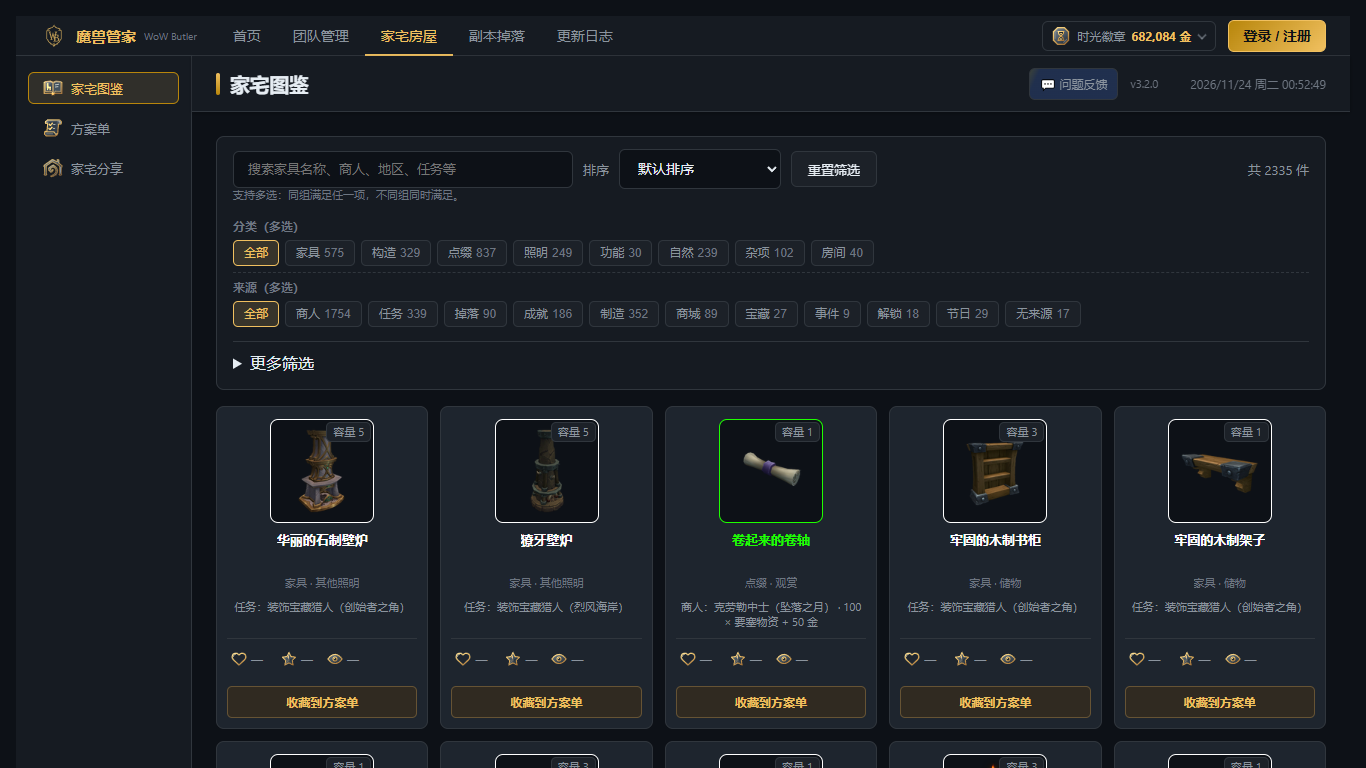 魔兽管家 WoW Butler 首页 团队管理 家宅房屋 副本掉落 更新日志 时光徽章 682,084 金 登录 / 注册
家宅图鉴
方案单
家宅分享
家宅图鉴 问题反馈 v3.2.0 2026/11/24 周二 00:52:49
搜索家具名称、商人、地区、任务等 排序 默认排序 重置筛选 共 2335 件
支持多选：同组满足任一项，不同组同时满足。
分类（多选）
全部 家具 575 构造 329 点缀 837 照明 249 功能 30 自然 239 杂项 102 房间 40
来源（多选）
全部 商人 1754 任务 339 掉落 90 成就 186 制造 352 商城 89 宝藏 27 事件 9 解锁 18 节日 29 无来源 17
▶ 更多筛选
容量 5
华丽的石制壁炉
家具 · 其他照明
任务：装饰宝藏猎人（创始者之角）
— — —
收藏到方案单
容量 5
獠牙壁炉
家具 · 其他照明
任务：装饰宝藏猎人（烈风海岸）
— — —
收藏到方案单
容量 1
卷起来的卷轴
点缀 · 观赏
商人：克劳勒中士（坠落之月） · 100
× 要塞物资 + 50 金
— — —
收藏到方案单
容量 3
牢固的木制书柜
家具 · 储物
任务：装饰宝藏猎人（创始者之角）
— — —
收藏到方案单
容量 1
牢固的木制架子
家具 · 储物
任务：装饰宝藏猎人（创始者之角）
— — —
收藏到方案单
容量 1
容量 3
容量 1
容量 3
容量 1